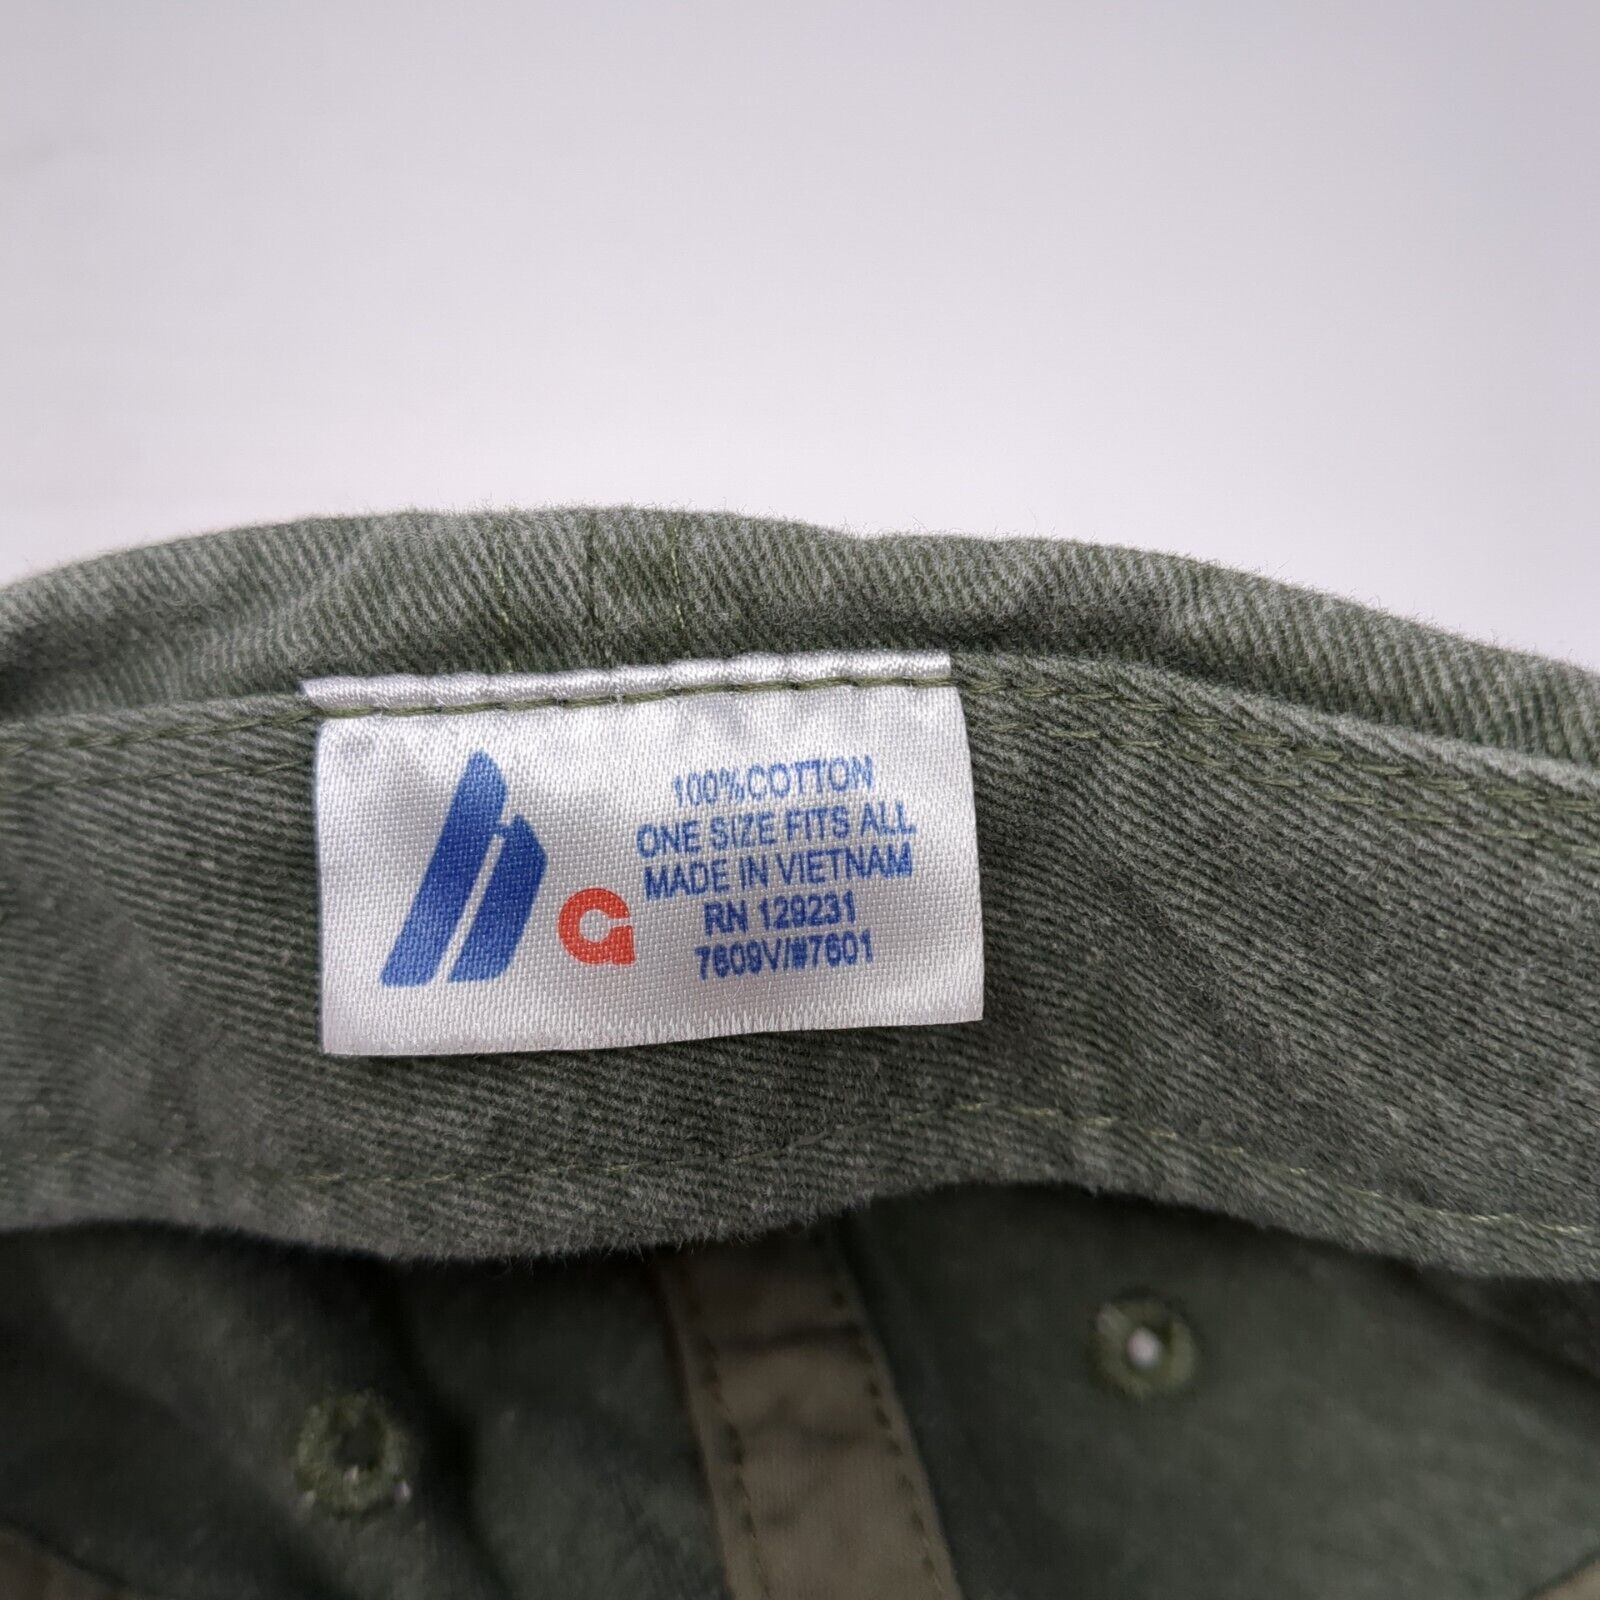 100%COTTON
ONE SIZE FITS ALL
MADE IN VIETNAM
RN 129231
7609V/#7601
G